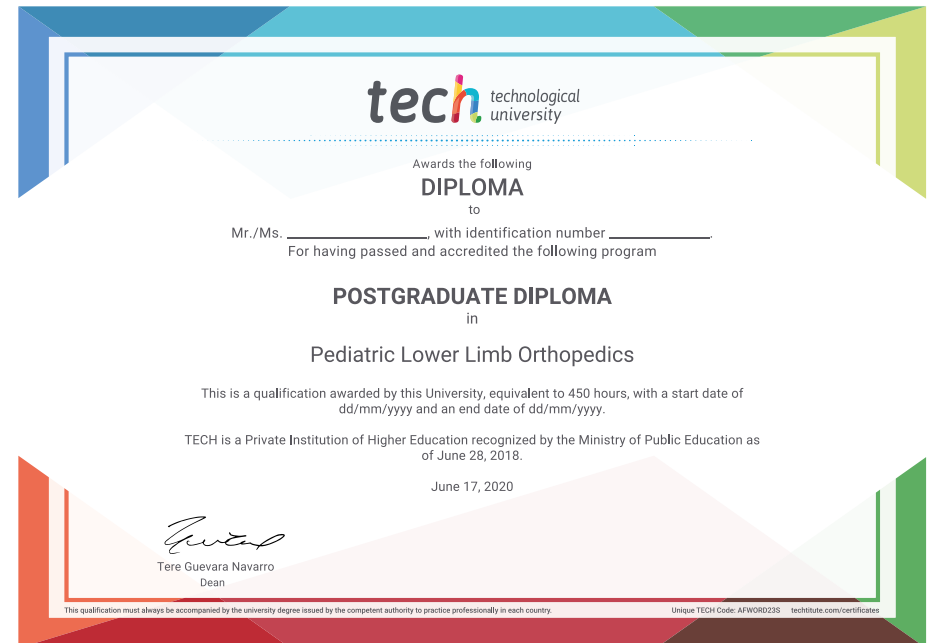 tech technological
university
Awards the following
DIPLOMA
to
Mr./Ms. ____________, with identification number ____________.
For having passed and accredited the following program
POSTGRADUATE DIPLOMA
in
Pediatric Lower Limb Orthopedics
This is a qualification awarded by this University, equivalent to 450 hours, with a start date of
dd/mm/yyyy and an end date of dd/mm/yyyy.
TECH is a Private Institution of Higher Education recognized by the Ministry of Public Education as
of June 28, 2018.
June 17, 2020
Tere Guevara Navarro
Dean
This qualification must always be accompanied by the university degree issued by the competent authority to practice professionally in each country.
Unique TECH Code: AFWORD23S techtitute.com/certificates